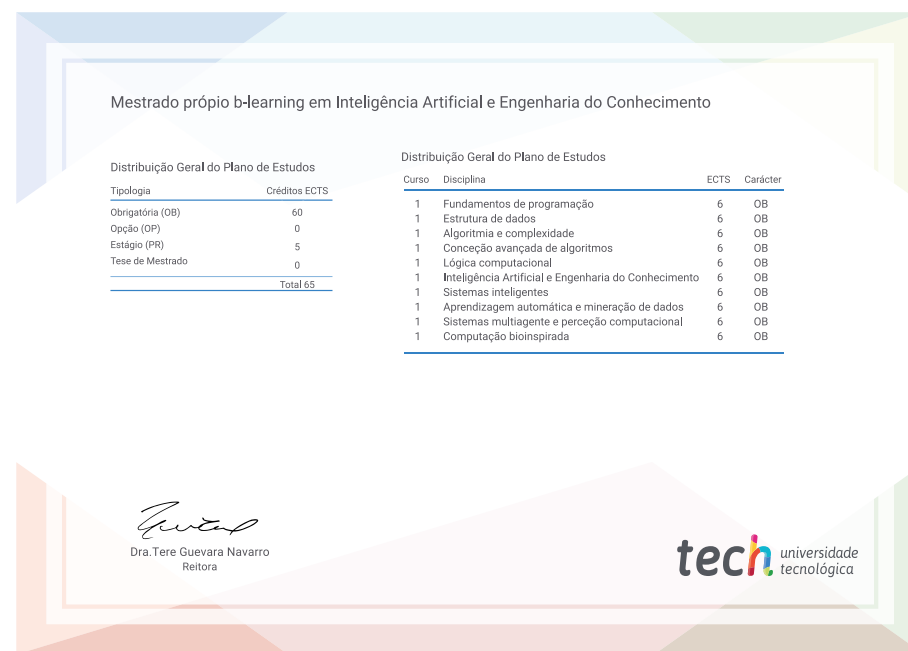 Mestrado própio b-learning em Inteligência Artificial e Engenharia do Conhecimento
Distribuição Geral do Plano de Estudos
Tipologia Créditos ECTS
Obrigatória (OB) 60
Opção (OP) 0
Estágio (PR) 5
Tese de Mestrado 0
Total 65
Distribuição Geral do Plano de Estudos
Curso Disciplina ECTS Carácter
1 Fundamentos de programação 6 OB
1 Estrutura de dados 6 OB
1 Algoritmia e complexidade 6 OB
1 Conceção avançada de algoritmos 6 OB
1 Lógica computacional 6 OB
1 Inteligência Artificial e Engenharia do Conhecimento 6 OB
1 Sistemas inteligentes 6 OB
1 Aprendizagem automática e mineração de dados 6 OB
1 Sistemas multiagente e perceção computacional 6 OB
1 Computação bioinspirada 6 OB
Dra.Tere Guevara Navarro
Reitora
tech universidade
tecnológica